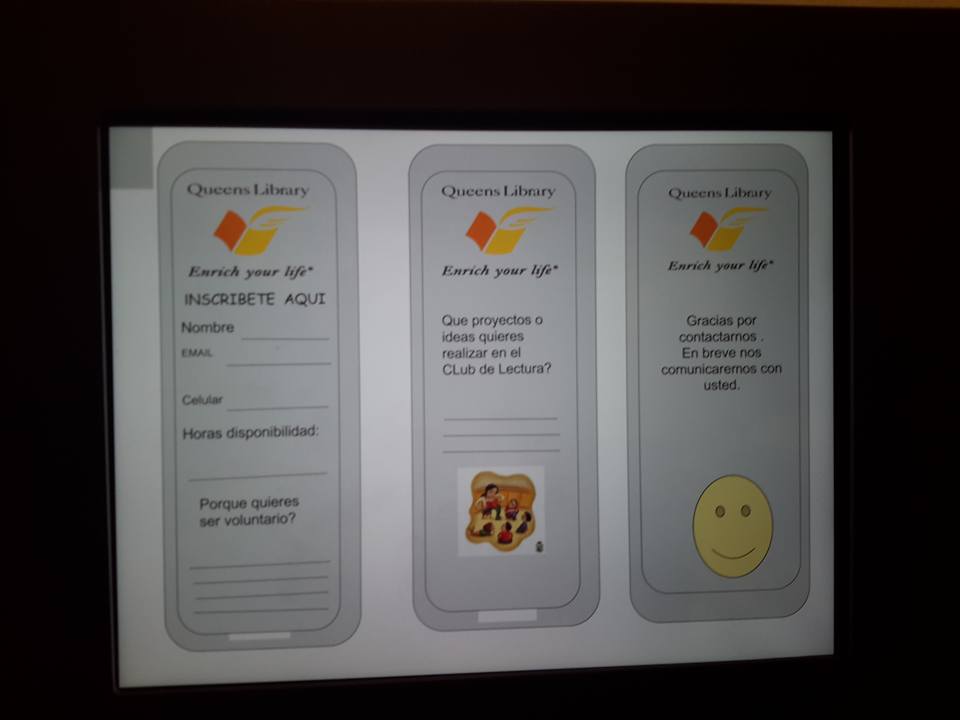 Queens Library
Enrich your life®
INSCRIBETE AQUI
Nombre
EMAIL
Celular
Horas disponibilidad:
Porque quieres
ser voluntario?
Queens Library
Enrich your life®
Que proyectos o
ideas quieres
realizar en el
CLub de Lectura?
Queens Library
Enrich your life®
Gracias por
contactarnos .
En breve nos
comunicaremos con
usted.